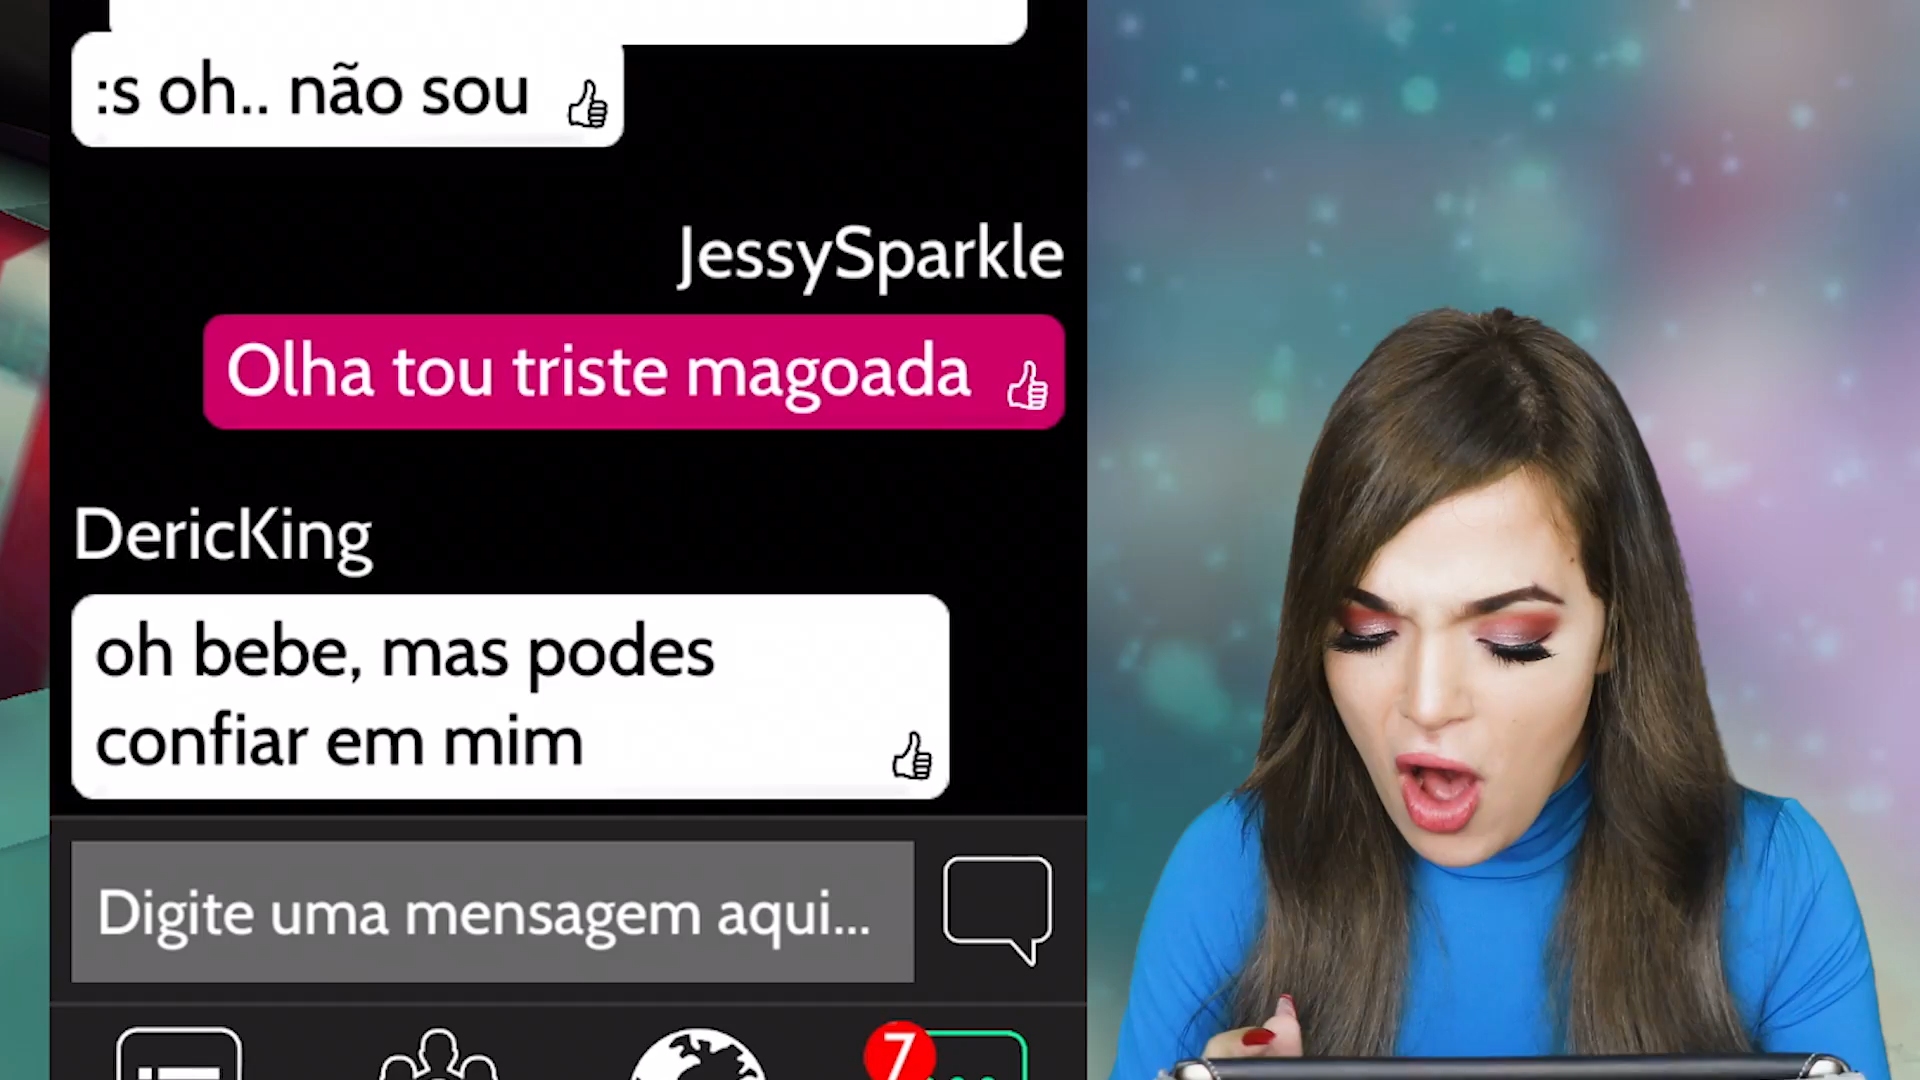 :s oh.. não sou
JessySparkle
Olha tou triste magoada
DericKing
oh bebe, mas podes
confiar em mim
Digite uma mensagem aqui...
7